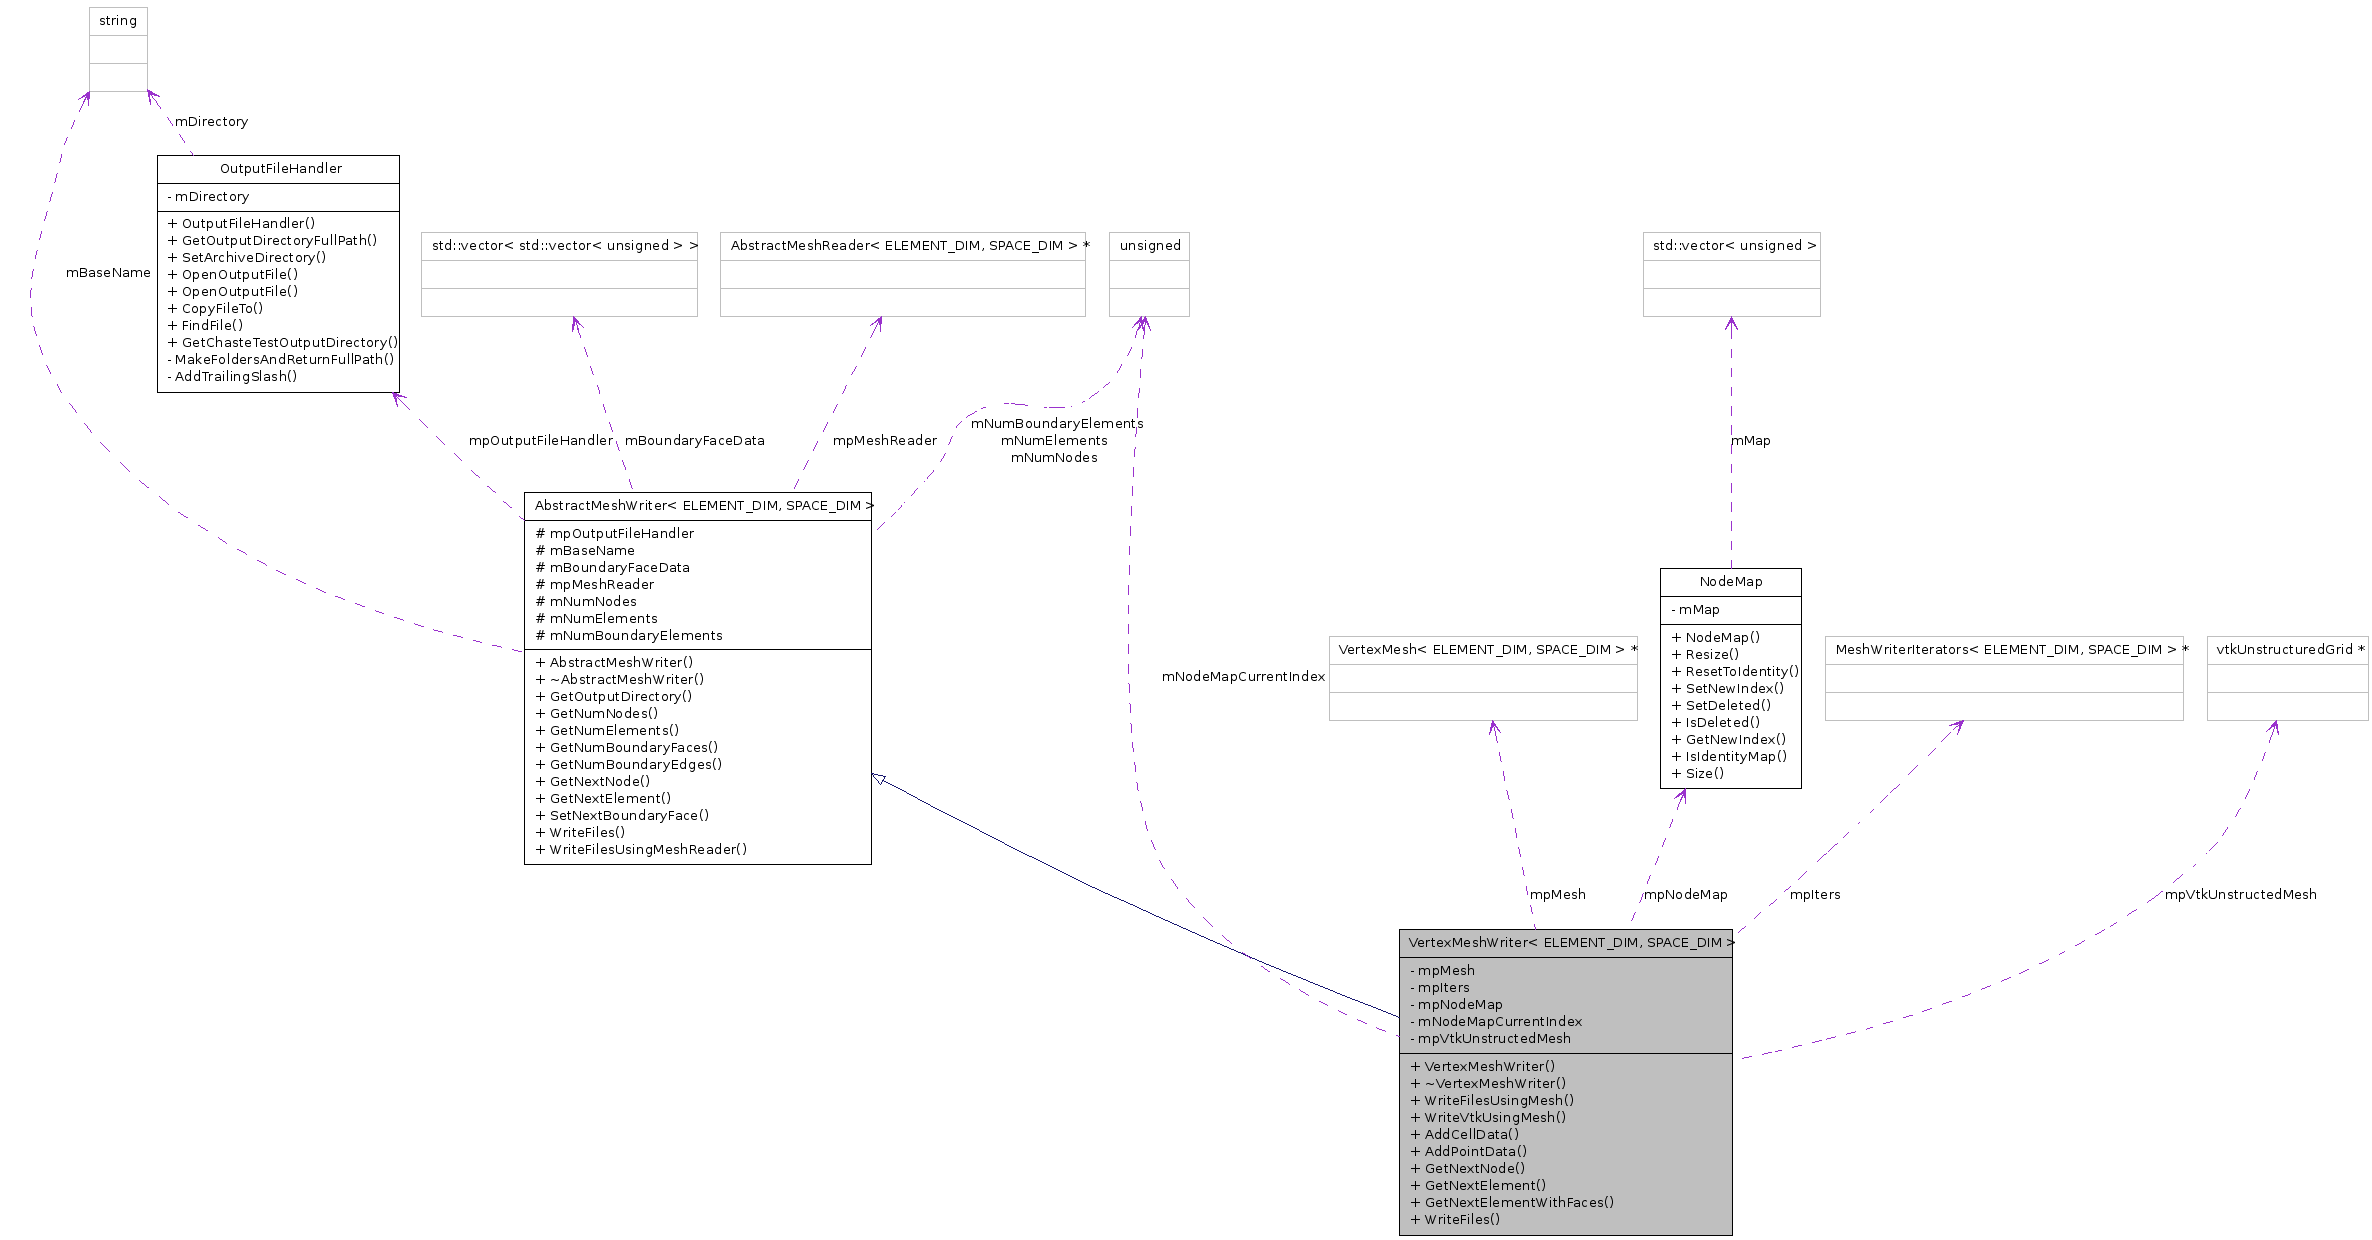 string
mDirectory
OutputFileHandler
- mDirectory
+ OutputFileHandler()
+ GetOutputDirectoryFullPath()
+ SetArchiveDirectory()
+ OpenOutputFile()
+ OpenOutputFile()
+ CopyFileTo()
+ FindFile()
+ GetChasteTestOutputDirectory()
- MakeFoldersAndReturnFullPath()
- AddTrailingSlash()
mBaseName
std::vector< std::vector< unsigned > >
AbstractMeshReader< ELEMENT_DIM, SPACE_DIM > *
unsigned
std::vector< unsigned >
mpOutputFileHandler
mBoundaryFaceData
mpMeshReader
mNumBoundaryElements
mNumElements
mNumNodes
mMap
AbstractMeshWriter< ELEMENT_DIM, SPACE_DIM >
# mpOutputFileHandler
# mBaseName
# mBoundaryFaceData
# mpMeshReader
# mNumNodes
# mNumElements
# mNumBoundaryElements
+ AbstractMeshWriter()
+ ~AbstractMeshWriter()
+ GetOutputDirectory()
+ GetNumNodes()
+ GetNumElements()
+ GetNumBoundaryFaces()
+ GetNumBoundaryEdges()
+ GetNextNode()
+ GetNextElement()
+ SetNextBoundaryFace()
+ WriteFiles()
+ WriteFilesUsingMeshReader()
mNodeMapCurrentIndex
VertexMesh< ELEMENT_DIM, SPACE_DIM > *
NodeMap
- mMap
+ NodeMap()
+ Resize()
+ ResetToIdentity()
+ SetNewIndex()
+ SetDeleted()
+ IsDeleted()
+ GetNewIndex()
+ IsIdentityMap()
+ Size()
MeshWriterIterators< ELEMENT_DIM, SPACE_DIM > *
vtkUnstructuredGrid *
mpMesh
mpNodeMap
mpIters
mpVtkUnstructedMesh
VertexMeshWriter< ELEMENT_DIM, SPACE_DIM >
- mpMesh
- mpIters
- mpNodeMap
- mNodeMapCurrentIndex
- mpVtkUnstructedMesh
+ VertexMeshWriter()
+ ~VertexMeshWriter()
+ WriteFilesUsingMesh()
+ WriteVtkUsingMesh()
+ AddCellData()
+ AddPointData()
+ GetNextNode()
+ GetNextElement()
+ GetNextElementWithFaces()
+ WriteFiles()